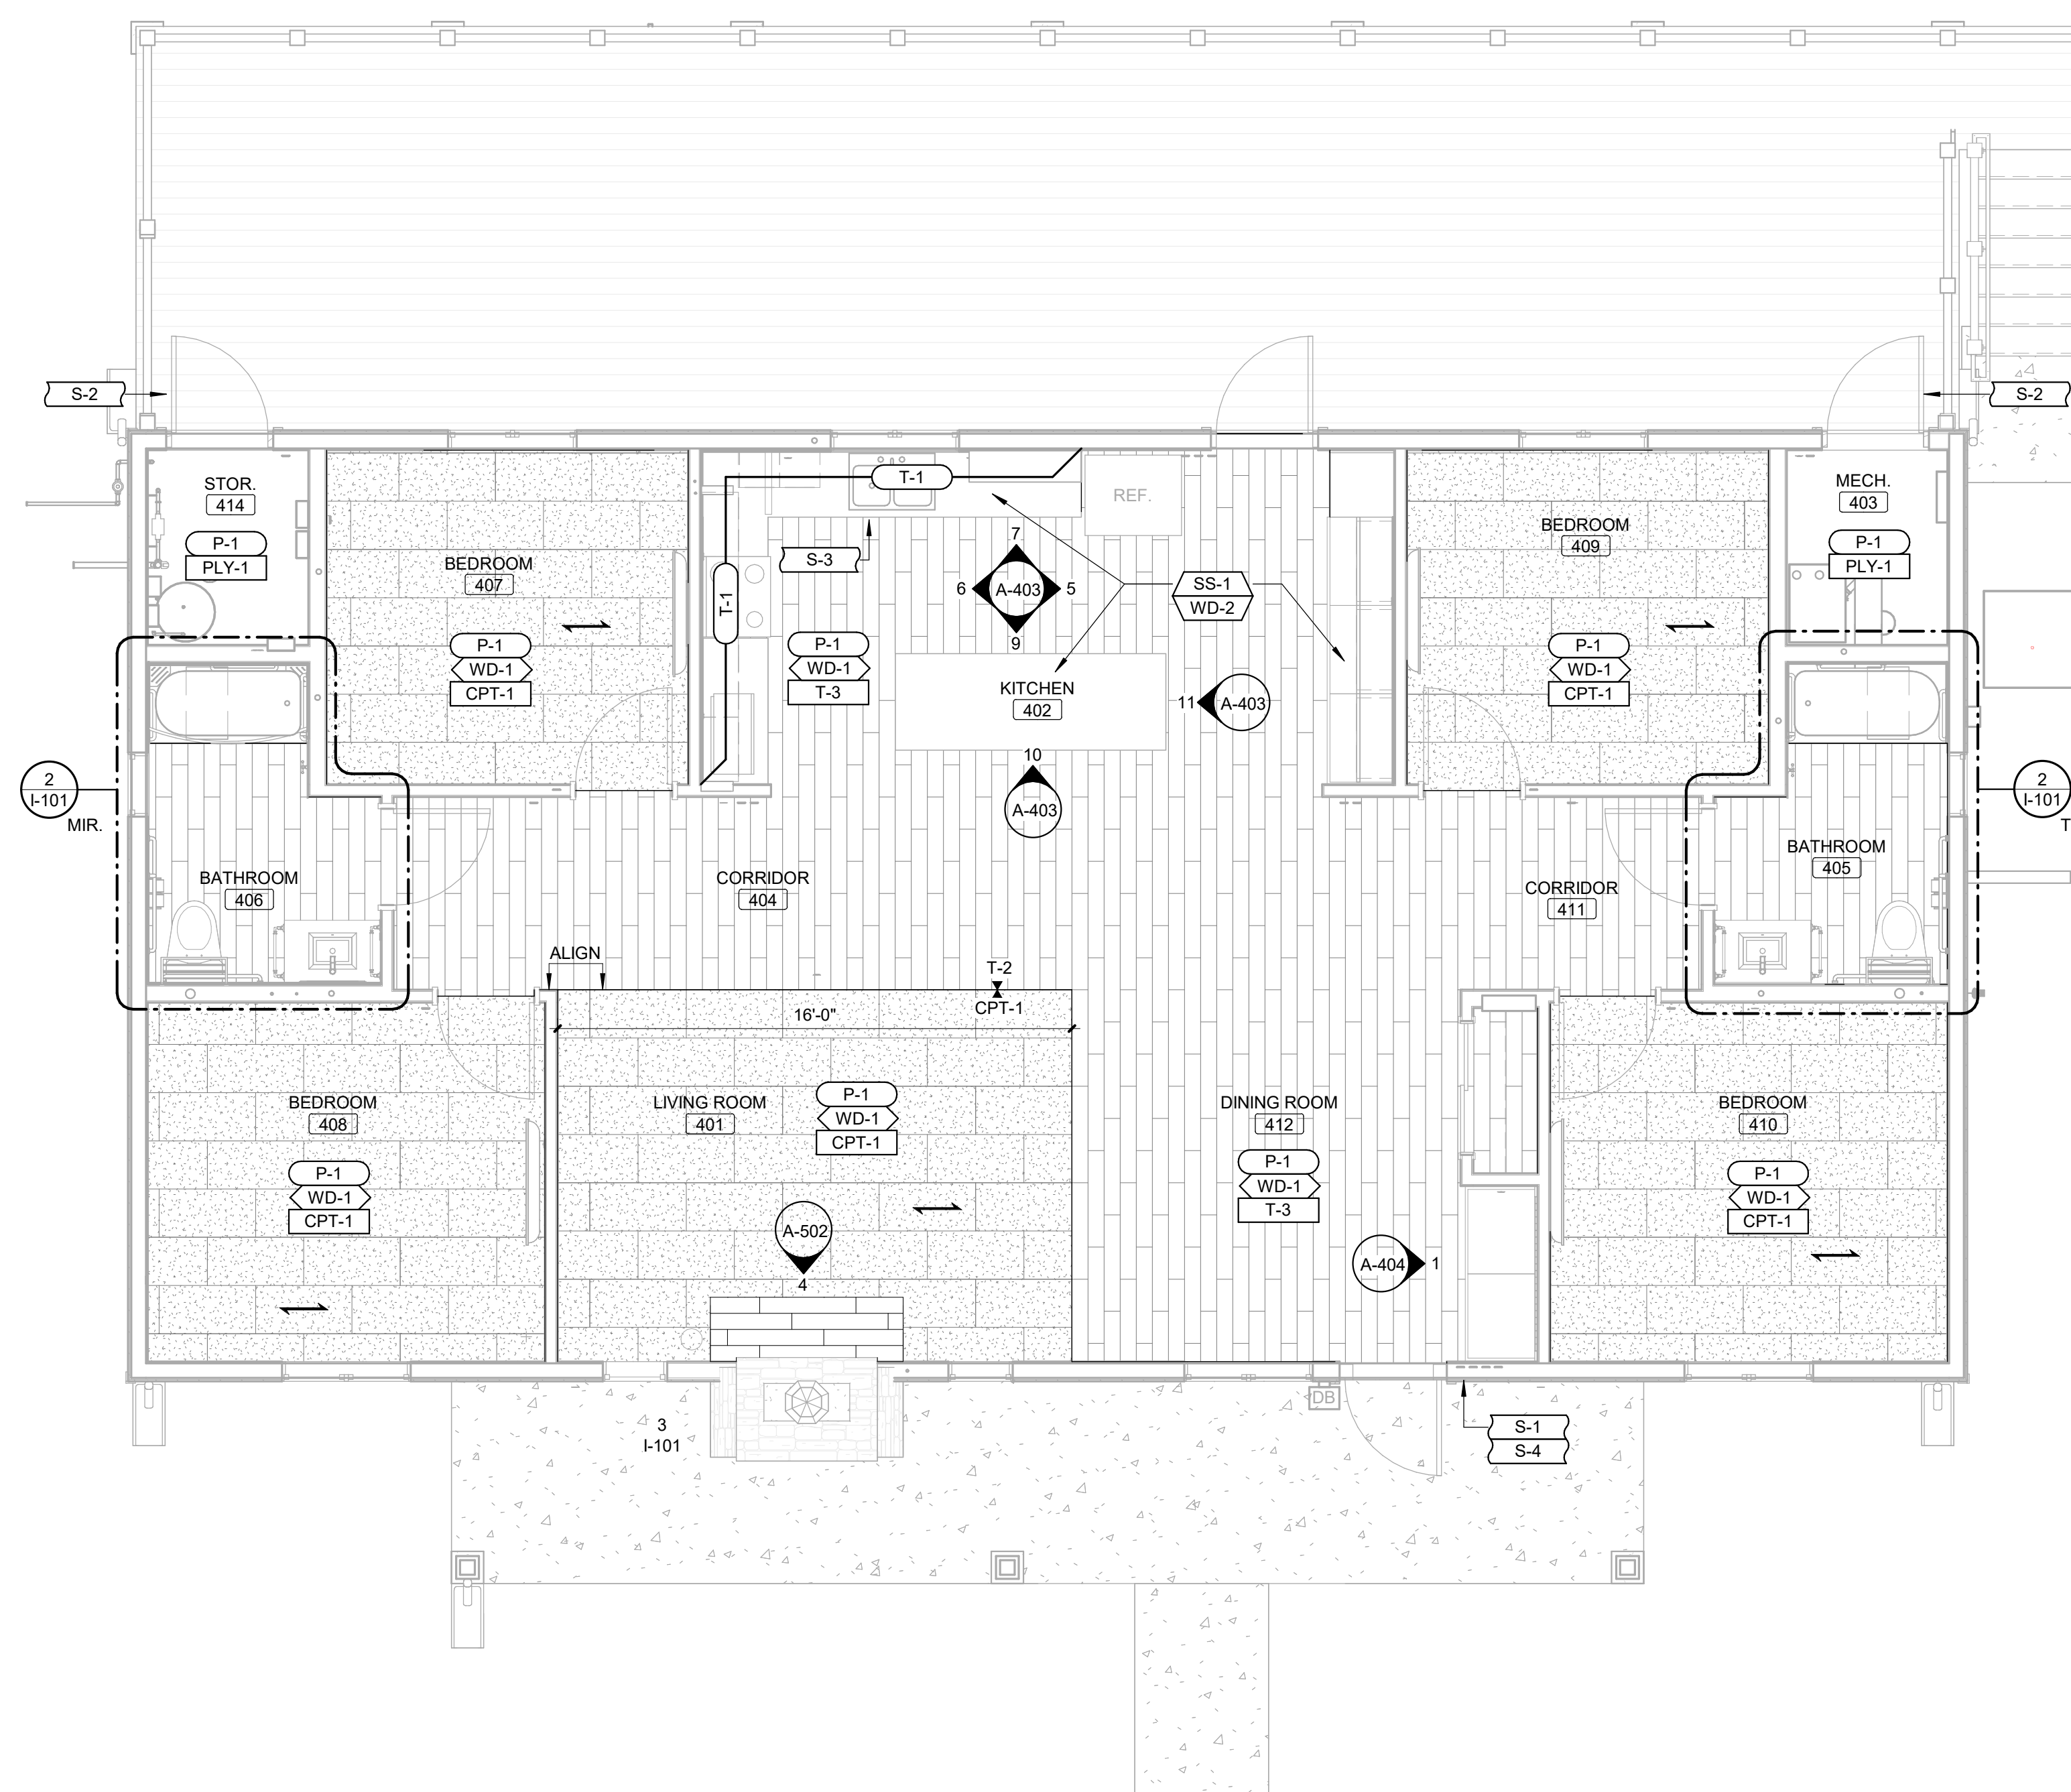 S-2
S-2
STOR.
414
P-1
PLY-1
BEDROOM
407
P-1
WD-1
CPT-1
T-1
T-1
S-3
REF.
7
6
A-403
5
9
SS-1
WD-2
P-1
WD-1
T-3
KITCHEN
402
11
A-403
10
A-403
BEDROOM
409
P-1
WD-1
CPT-1
MECH.
403
P-1
PLY-1
2
I-101
MIR.
2
I-101
T
BATHROOM
406
CORRIDOR
404
CORRIDOR
411
BATHROOM
405
ALIGN
T-2
CPT-1
16'-0"
BEDROOM
408
P-1
WD-1
CPT-1
LIVING ROOM
401
P-1
WD-1
CPT-1
A-502
4
DINING ROOM
412
P-1
WD-1
T-3
A-404
1
BEDROOM
410
P-1
WD-1
CPT-1
3
I-101
DB
S-1
S-4